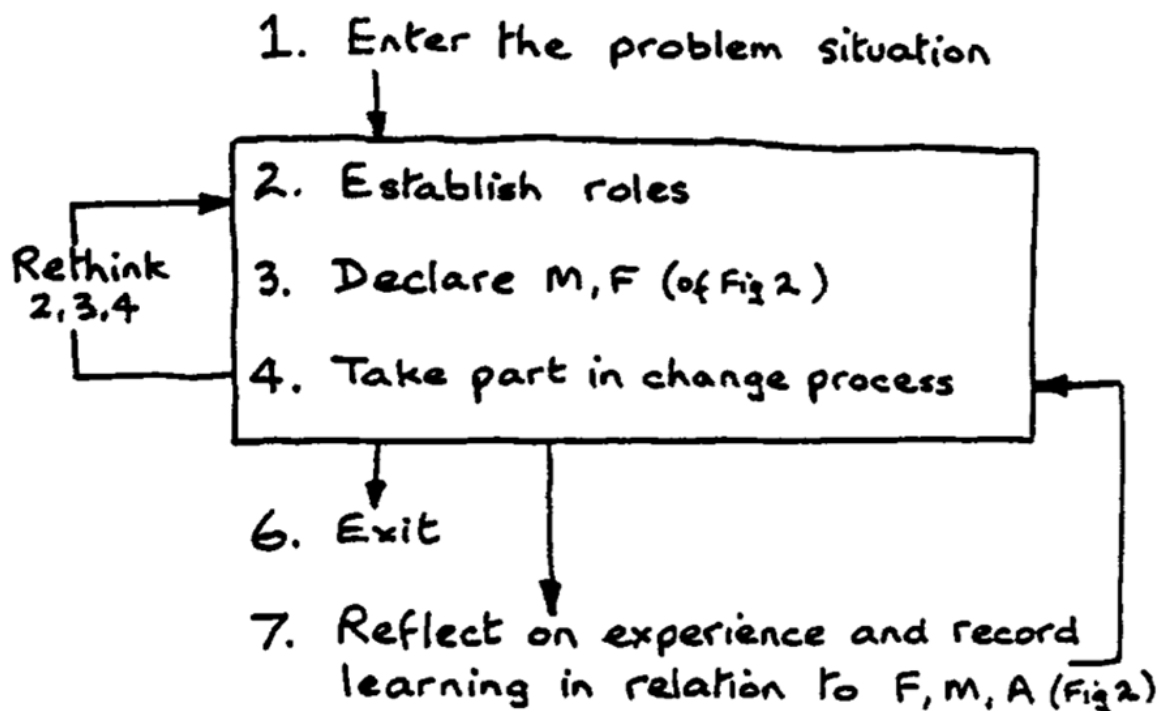 1. Enter the problem situation
2. Establish roles
Rethink
2,3,4
3. Declare M, F (of Fig 2)
4. Take part in change process
6. Exit
7. Reflect on experience and record
learning in relation to F, M, A (Fig 2)